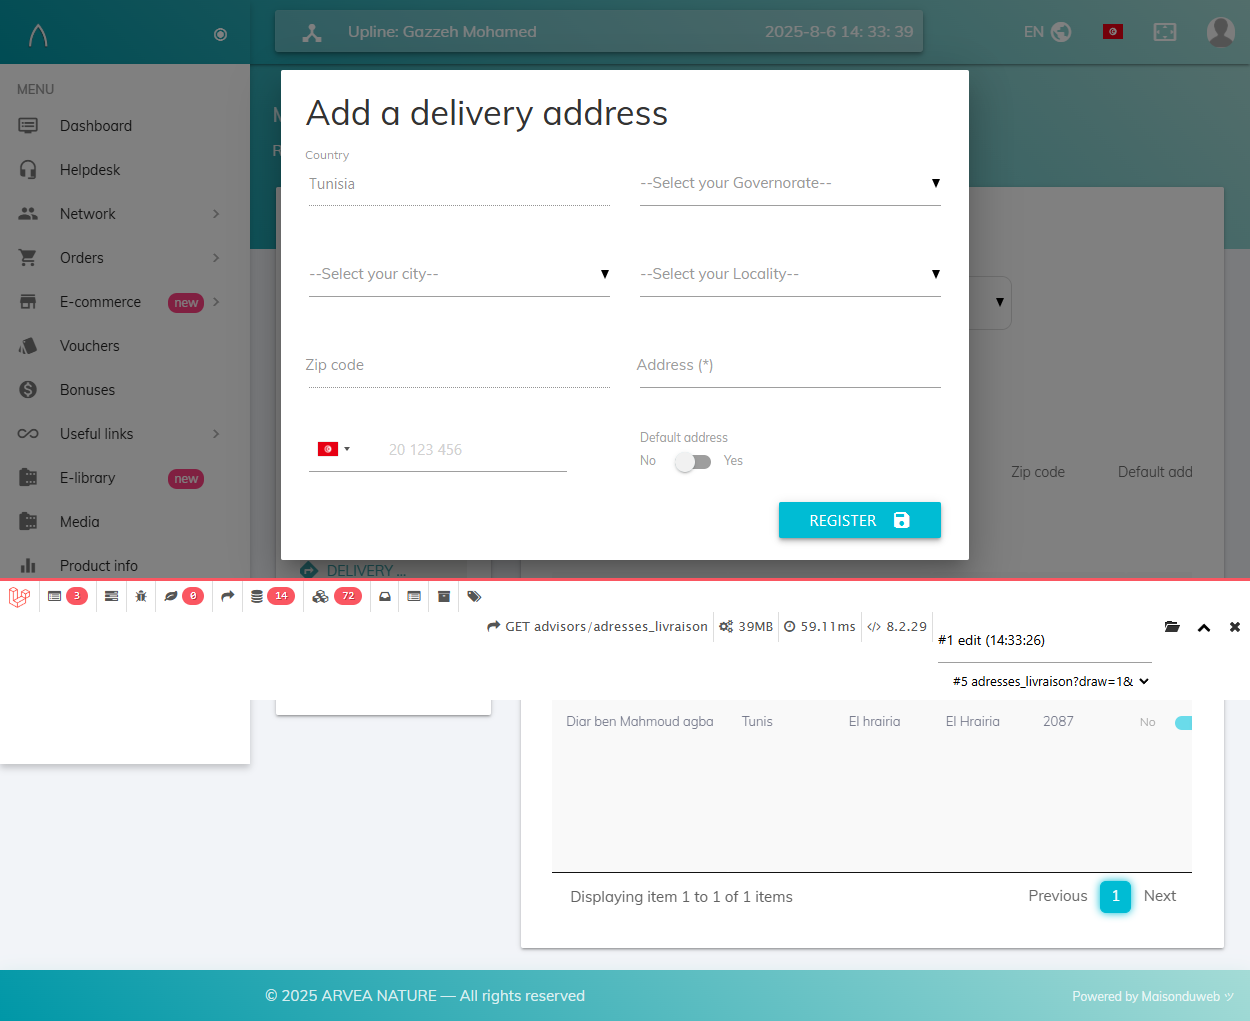 Upline: Gazzeh Mohamed
2025-8-6 14: 33: 39
EN
MENU
Dashboard
Helpdesk
Network
Orders
E-commerce new
Vouchers
Bonuses
Useful links
E-library new
Media
Product info
Add a delivery address
Country
Tunisia
--Select your Governorate--
--Select your city--
--Select your Locality--
Zip code
Address (*)
20 123 456
Default address
No Yes
REGISTER
Zip code
Default add
DELIVERY ...
3
0
14
72
GET advisors/adresses_livraison
39MB
59.11ms
8.2.29
#1 edit (14:33:26)
#5 adresses_livraison?draw=1&
Diar ben Mahmoud agba
Tunis
El hrairia
El Hrairia
2087
No
Displaying item 1 to 1 of 1 items
Previous 1 Next
© 2025 ARVEA NATURE — All rights reserved
Powered by Maisonduweb ツ